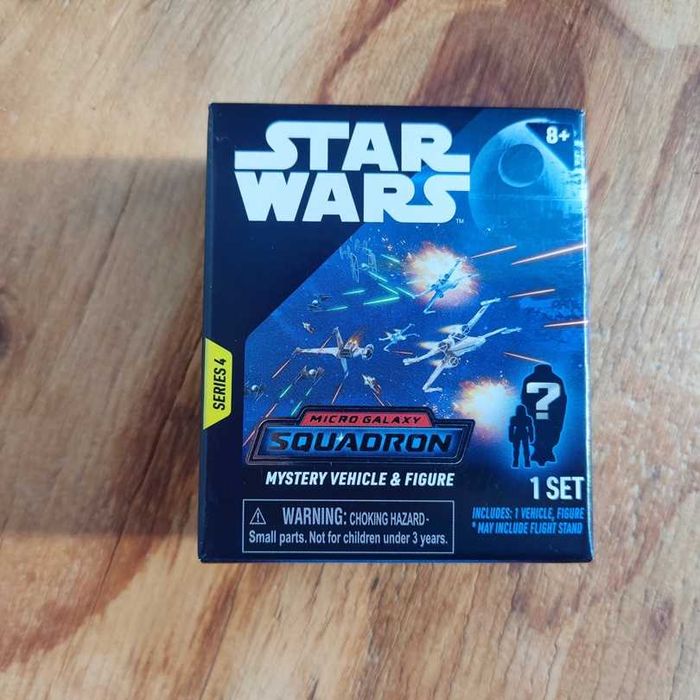 STAR
WARS
™
8+
SERIES 4
MICRO GALAXY
SQUADRON
MYSTERY VEHICLE & FIGURE
?
1 SET
INCLUDES: 1 VEHICLE, FIGURE
* MAY INCLUDE FLIGHT STAND
WARNING: CHOKING HAZARD -
Small parts. Not for children under 3 years.